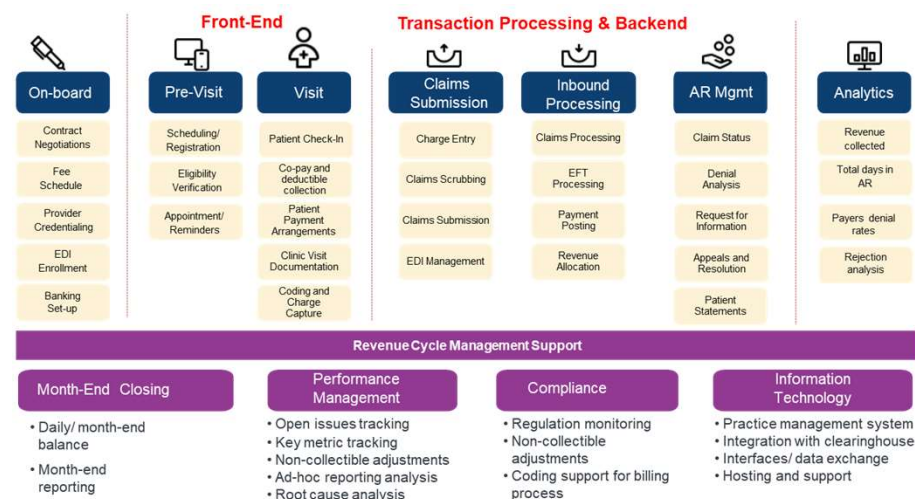 Front-End
Transaction Processing & Backend
On-board
Contract
Negotiations
Fee
Schedule
Provider
Credentialing
EDI
Enrollment
Banking
Set-up
Pre-Visit
Scheduling/
Registration
Eligibility
Verification
Appointment/
Reminders
Visit
Patient Check-In
Co-pay and
deductible
collection
Patient
Payment
Arrangements
Clinic Visit
Documentation
Coding and
Charge
Capture
Claims
Submission
Charge Entry
Claims Scrubbing
Claims Submission
EDI Management
Inbound
Processing
Claims Processing
EFT
Processing
Payment
Posting
Revenue
Allocation
AR Mgmt
Claim Status
Denial
Analysis
Request for
Information
Appeals and
Resolution
Patient
Statements
Analytics
Revenue
collected
Total days in
AR
Payers denial
rates
Rejection
analysis
Revenue Cycle Management Support
Month-End Closing
• Daily/ month-end
balance
• Month-end
reporting
Performance
Management
• Open issues tracking
• Key metric tracking
• Non-collectible adjustments
• Ad-hoc reporting analysis
• Root cause analysis
Compliance
• Regulation monitoring
• Non-collectible
adjustments
• Coding support for billing
process
Information
Technology
• Practice management system
• Integration with clearinghouse
• Interfaces/ data exchange
• Hosting and support